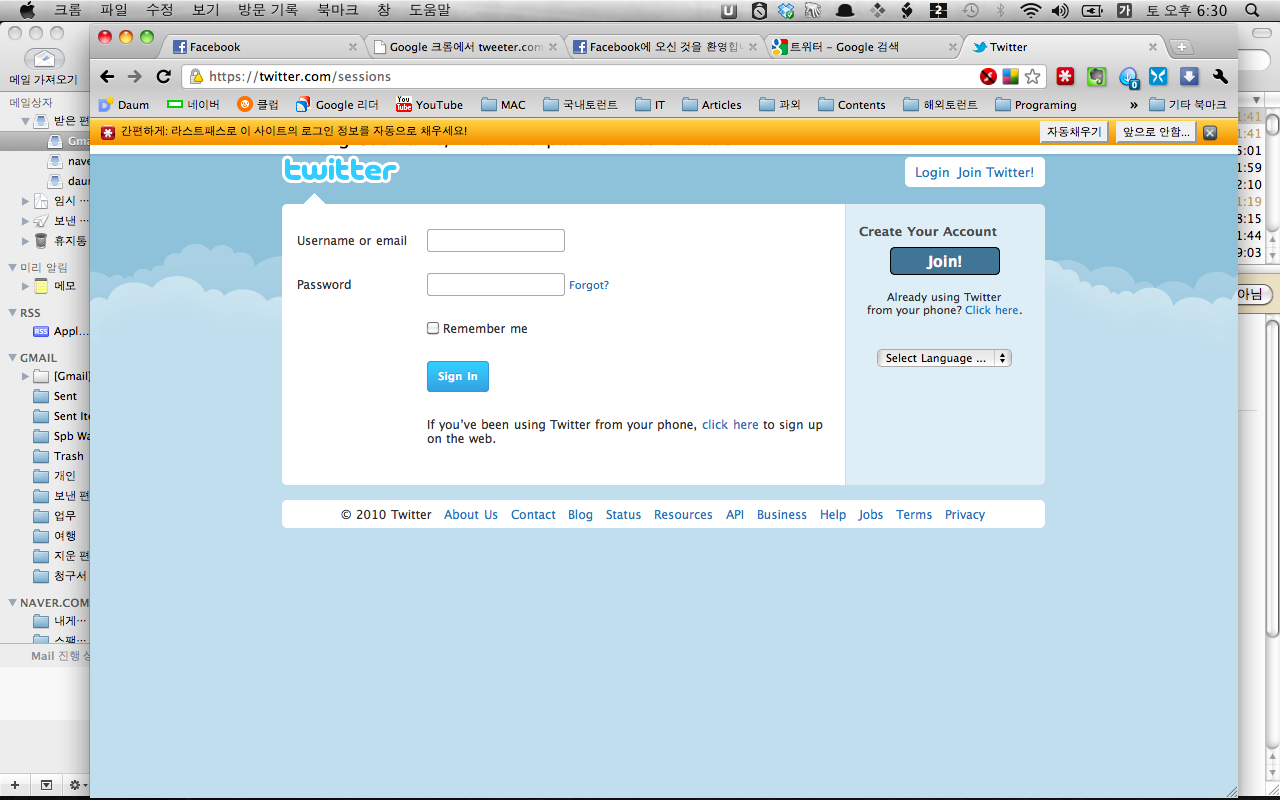 크롬 파일 수정 보기 방문 기록 북마크 창 도움말 가 토 오후 6:30
Facebook
Google 크롬에서 tweeter.com
Facebook에 오신 것을 환영합니
트위터 – Google 검색
Twitter
https://twitter.com/sessions
Daum 네이버 클럽 Google 리더 YouTube MAC 국내토런트 IT Articles 과외 Contents 해외토런트 Programing » 기타 북마크
간편하게: 라스트패스로 이 사이트의 로그인 정보를 자동으로 채우세요! 자동채우기 앞으로 안함...
메일 가져오기
메일상자
받은 편
Gm
nave
daur
임시 …
보낸 …
휴지통
미리 알림
메모
RSS
RSS Appl...
GMAIL
[Gmail]
Sent
Sent Ite
Spb Wa
Trash
개인
보낸 편
업무
여행
지운 편
청구서
NAVER.COM
내게…
스팸…
Mail 진행 상
twitter
Login Join Twitter!
Username or email
Password Forgot?
Remember me
Sign In
If you've been using Twitter from your phone, click here to sign up
on the web.
Create Your Account
Join!
Already using Twitter
from your phone? Click here.
Select Language ...
© 2010 Twitter About Us Contact Blog Status Resources API Business Help Jobs Terms Privacy
1:41
1:41
5:01
1:59
2:10
1:19
8:15
1:44
9:03
아님